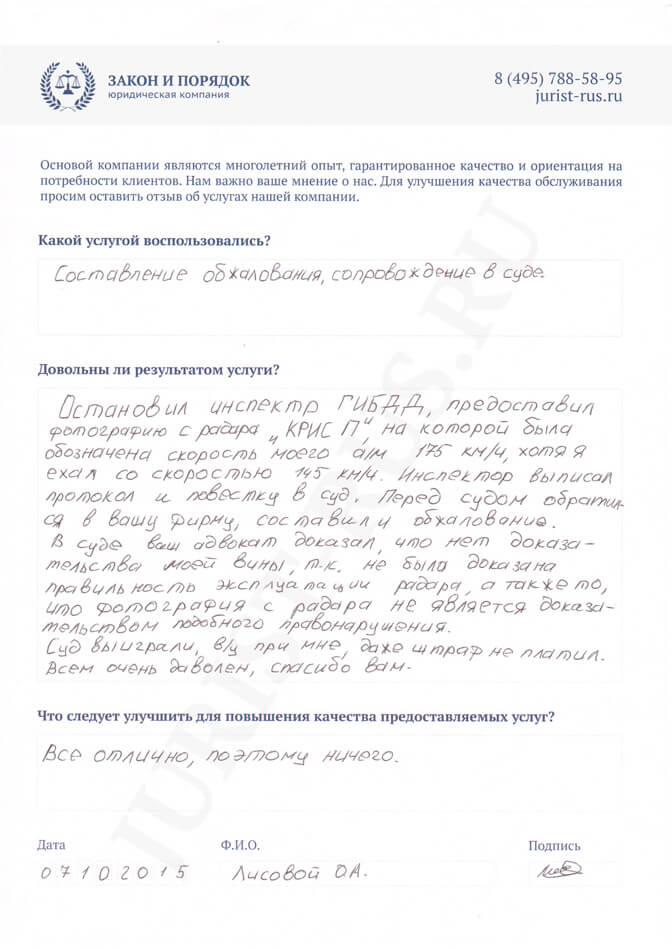 ЗАКОН И ПОРЯДОК
юридическая компания
8 (495) 788-58-95
jurist-rus.ru
Основой компании являются многолетний опыт, гарантированное качество и ориентация на
потребности клиентов. Нам важно ваше мнение о нас. Для улучшения качества обслуживания
просим оставить отзыв об услугах нашей компании.
Какой услугой воспользовались?
Составление обжалования, сопровождение в суде.
Довольны ли результатом услуги?
Остановил инспектр ГИБДД, предоставил
фотографию с радара "КРИС П", на которой была
обозначена скорость моего а/м 175 км/ч, хотя я
ехал со скоростью 145 км/ч. Инспектор выписал
протокол и повестку в суд. Перед судом обратил-
ся в вашу фирму, составили обжалование.
В суде ваш адвокат доказал, что нет доказа-
тельства моей вины, т.к. не была доказана
правильность эксплуатации радара, а также то,
что фотография с радара не является доказа-
тельством подобного правонарушения.
Суд выиграли, в/у при мне, даже штраф не платил.
Всем очень даволен, спасибо вам.
Что следует улучшить для повышения качества предоставляемых услуг?
Все отлично, поэтому ничего.
Дата Ф.И.О. Подпись
07102015 Лисовой О.А.
JURIST-RUS.RU